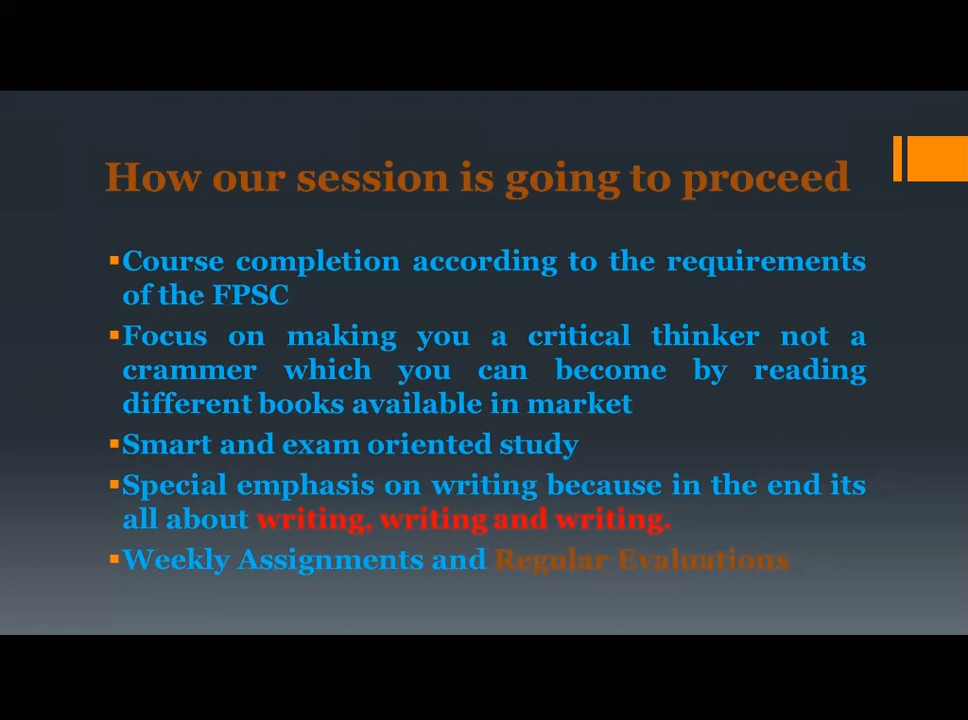 How our session is going to proceed
▪Course completion according to the requirements
of the FPSC
▪Focus on making you a critical thinker not a
crammer which you can become by reading
different books available in market
▪Smart and exam oriented study
▪Special emphasis on writing because in the end its
all about writing, writing and writing.
▪Weekly Assignments and Regular Evaluations